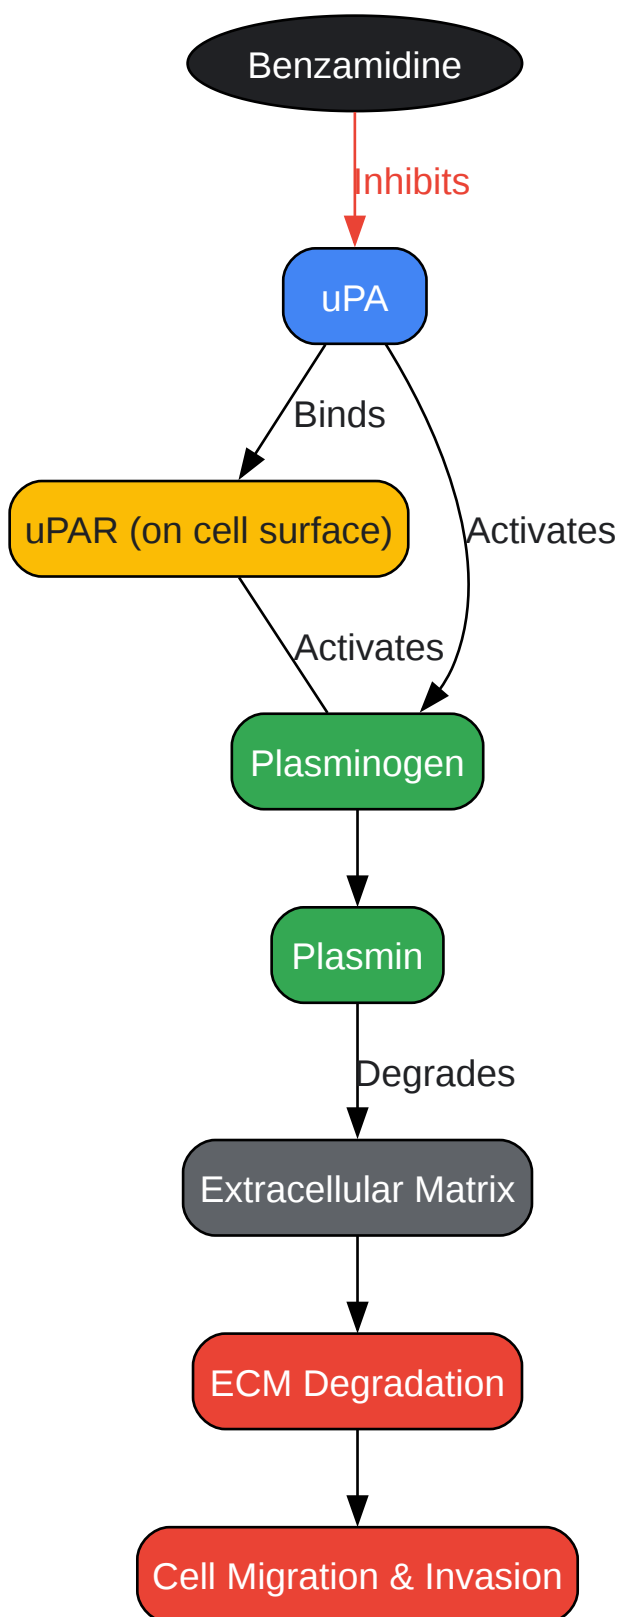 Benzamidine
Inhibits
uPA
Binds
uPAR (on cell surface)
Activates
Activates
Plasminogen
Plasmin
Degrades
Extracellular Matrix
ECM Degradation
Cell Migration & Invasion